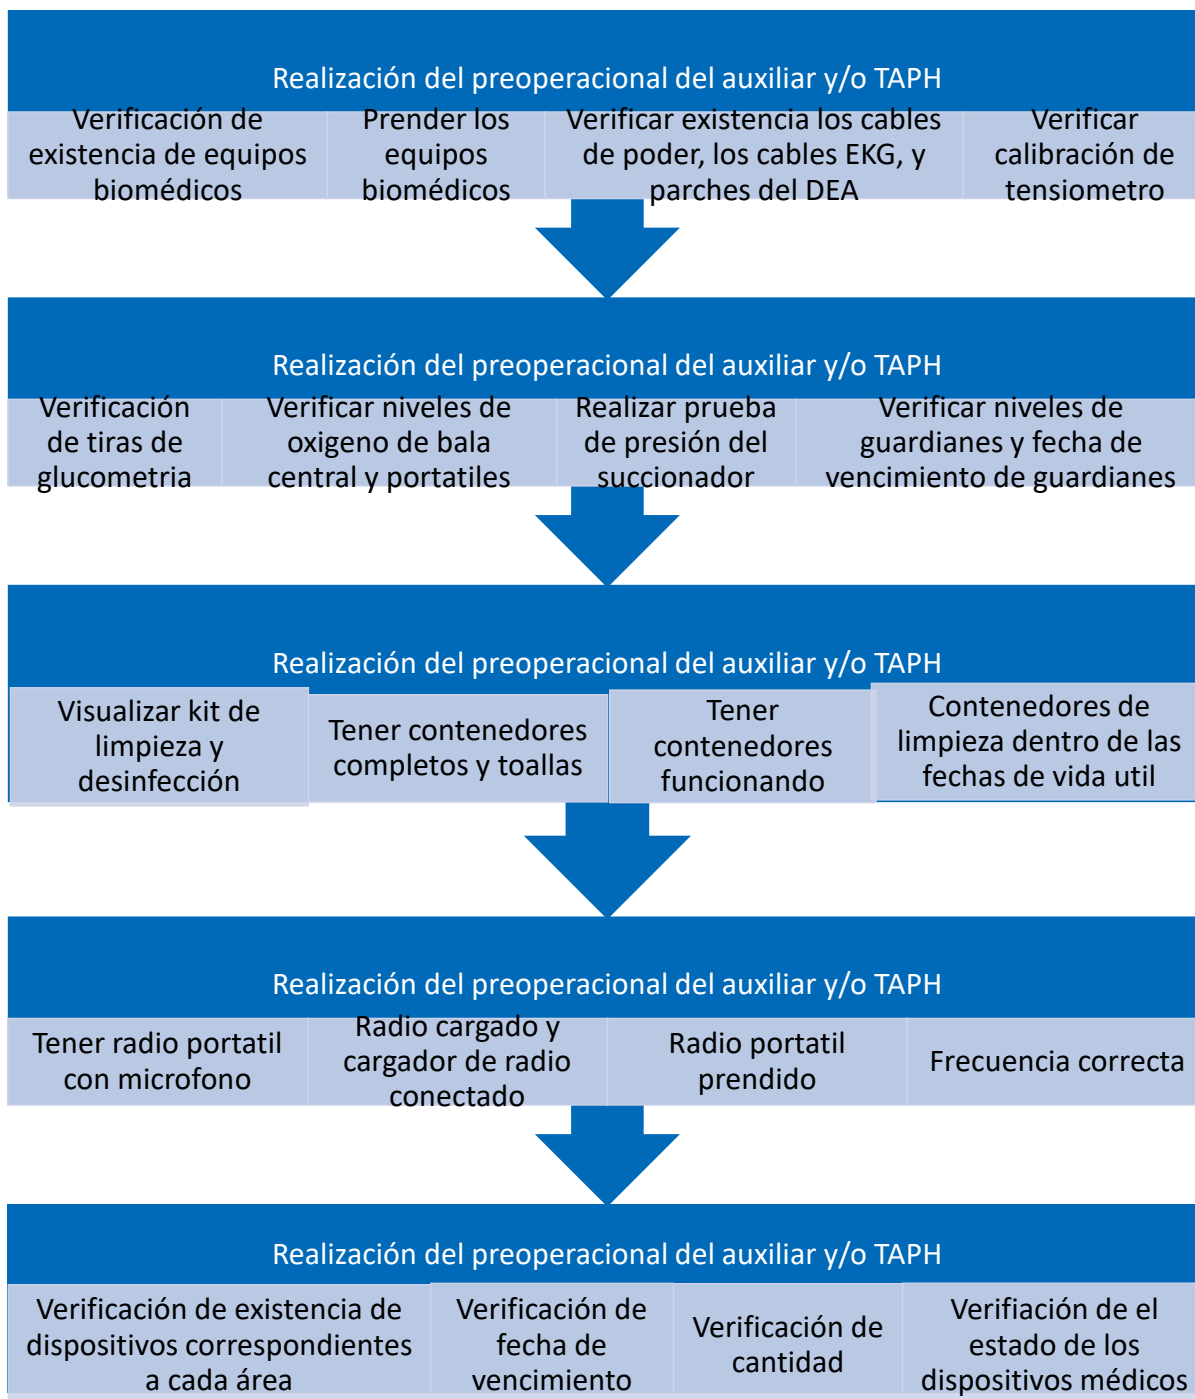 Realización del preoperacional del auxiliar y/o TAPH
Verificación de
existencia de equipos
biomédicos
Prender los
equipos
biomédicos
Verificar existencia los cables
de poder, los cables EKG, y
parches del DEA
Verificar
calibración de
tensiometro
Realización del preoperacional del auxiliar y/o TAPH
Verificación
de tiras de
glucometria
Verificar niveles de
oxigeno de bala
central y portatiles
Realizar prueba
de presión del
succionador
Verificar niveles de
guardianes y fecha de
vencimiento de guardianes
Realización del preoperacional del auxiliar y/o TAPH
Visualizar kit de
limpieza y
desinfección
Tener contenedores
completos y toallas
Tener
contenedores
funcionando
Contenedores de
limpieza dentro de las
fechas de vida util
Realización del preoperacional del auxiliar y/o TAPH
Tener radio portatil
con microfono
Radio cargado y
cargador de radio
conectado
Radio portatil
prendido
Frecuencia correcta
Realización del preoperacional del auxiliar y/o TAPH
Verificación de existencia de
dispositivos correspondientes
a cada área
Verificación de
fecha de
vencimiento
Verificación de
cantidad
Verifiación de el
estado de los
dispositivos médicos